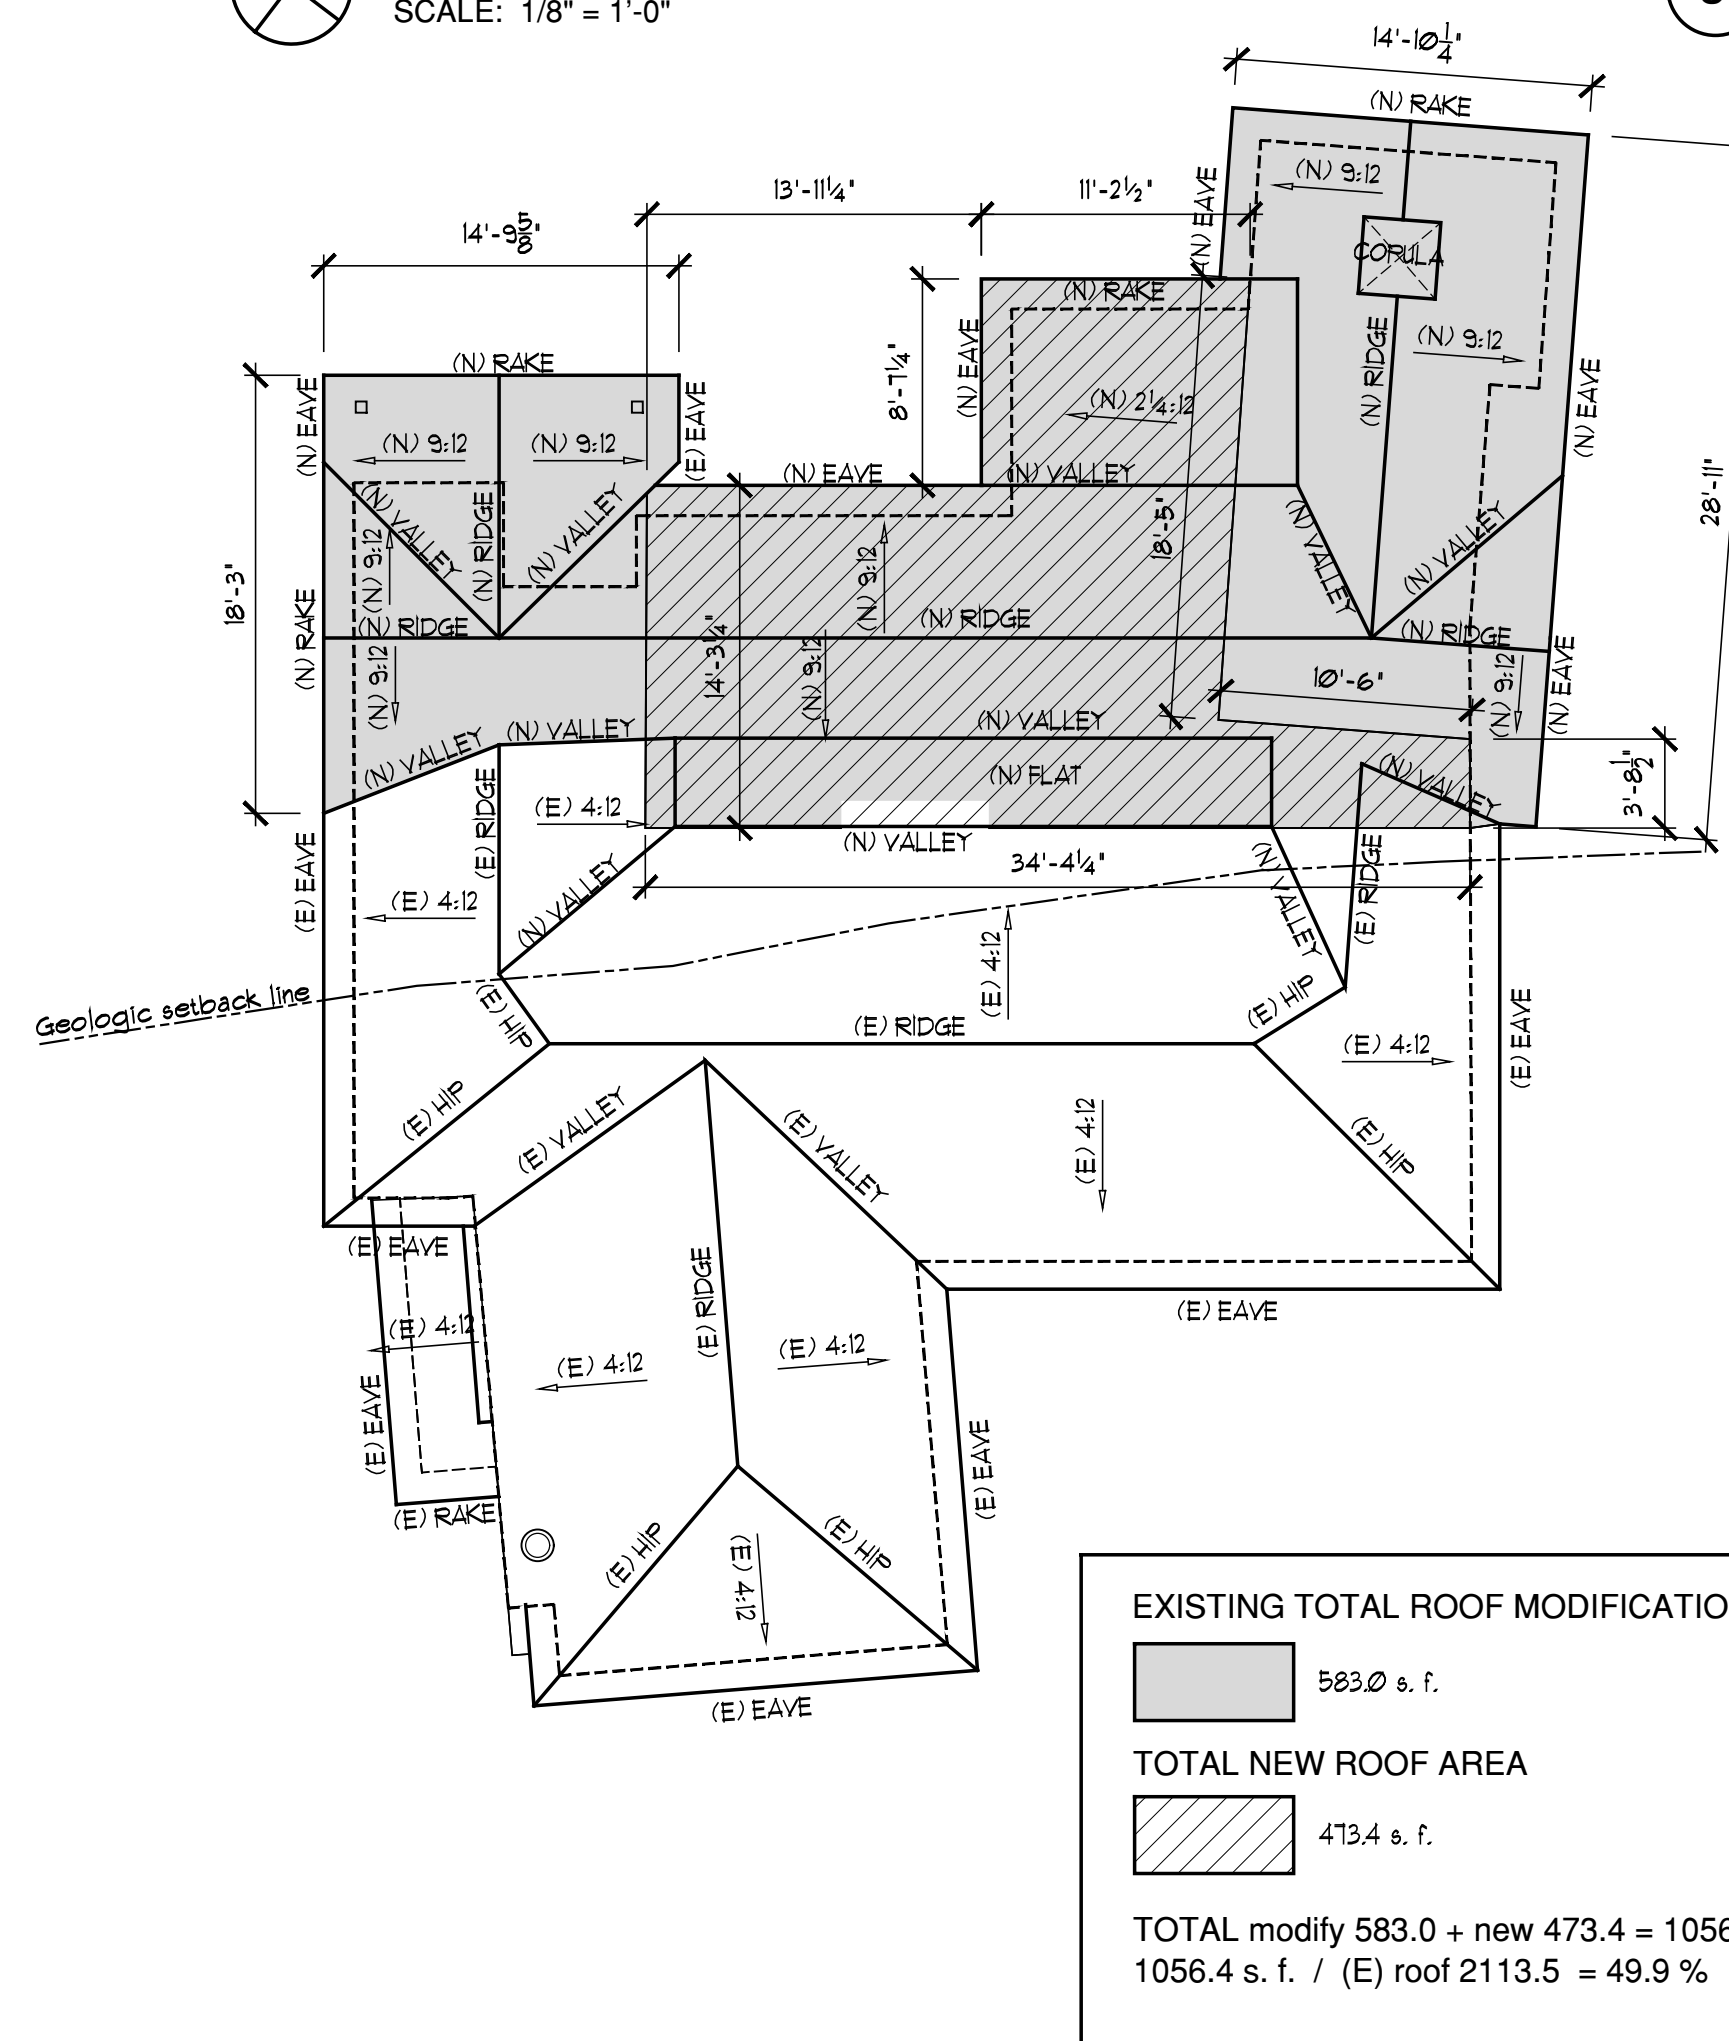 SCALE: 1/8" = 1'-0"
14'-10 1/4"
(N) RAKE
(N) EAVE
(N) 9:12
13'-11 1/4"
11'-2 1/2"
14'-9 5/8"
CORULA
(N) RAKE
(N) RIDGE
(N) 9:12
(N) EAVE
8'-7 1/4"
(N) EAVE
(N) 2 1/4:12
(N) RAKE
(N) EAVE
(E) EAVE
(N) 9:12
(N) 9:12
(N) EAVE
(N) VALLEY
28'-11"
(N) VALLEY
(N) RIDGE
(N) VALLEY
(N) 9:12
18'-5"
(N) VALLEY
(N) VALLEY
18'-3"
(N) RAKE
(N) 9:12
(N) RIDGE
(N) RIDGE
(N) RIDGE
(N) 9:12
14'-3 1/4"
(N) 9:12
10'-6"
(N) 9:12
(N) EAVE
(N) VALLEY
(N) VALLEY
(N) VALLEY
(N) FLAT
(N) VALLEY
3'-8 1/2"
(E) RIDGE
(E) 4:12
(N) VALLEY
34'-4 1/4"
(E) EAVE
(E) 4:12
(N) VALLEY
(N) VALLEY
(E) RIDGE
(E) 4:12
Geologic setback line
(E) HIP
(E) RIDGE
(E) HIP
(E) 4:12
(E) EAVE
(E) HIP
(E) VALLEY
(E) VALLEY
(E) 4:12
(E) HIP
(E) EAVE
(E) RIDGE
(E) EAVE
(E) 4:12
(E) 4:12
(E) 4:12
(E) EAVE
(E) EAVE
(E) RAKE
(E) HIP
(E) 4:12
(E) HIP
(E) EAVE
EXISTING TOTAL ROOF MODIFICATIO
583.0 s. f.
TOTAL NEW ROOF AREA
473.4 s. f.
TOTAL modify 583.0 + new 473.4 = 1056
1056.4 s. f. / (E) roof 2113.5 = 49.9 %